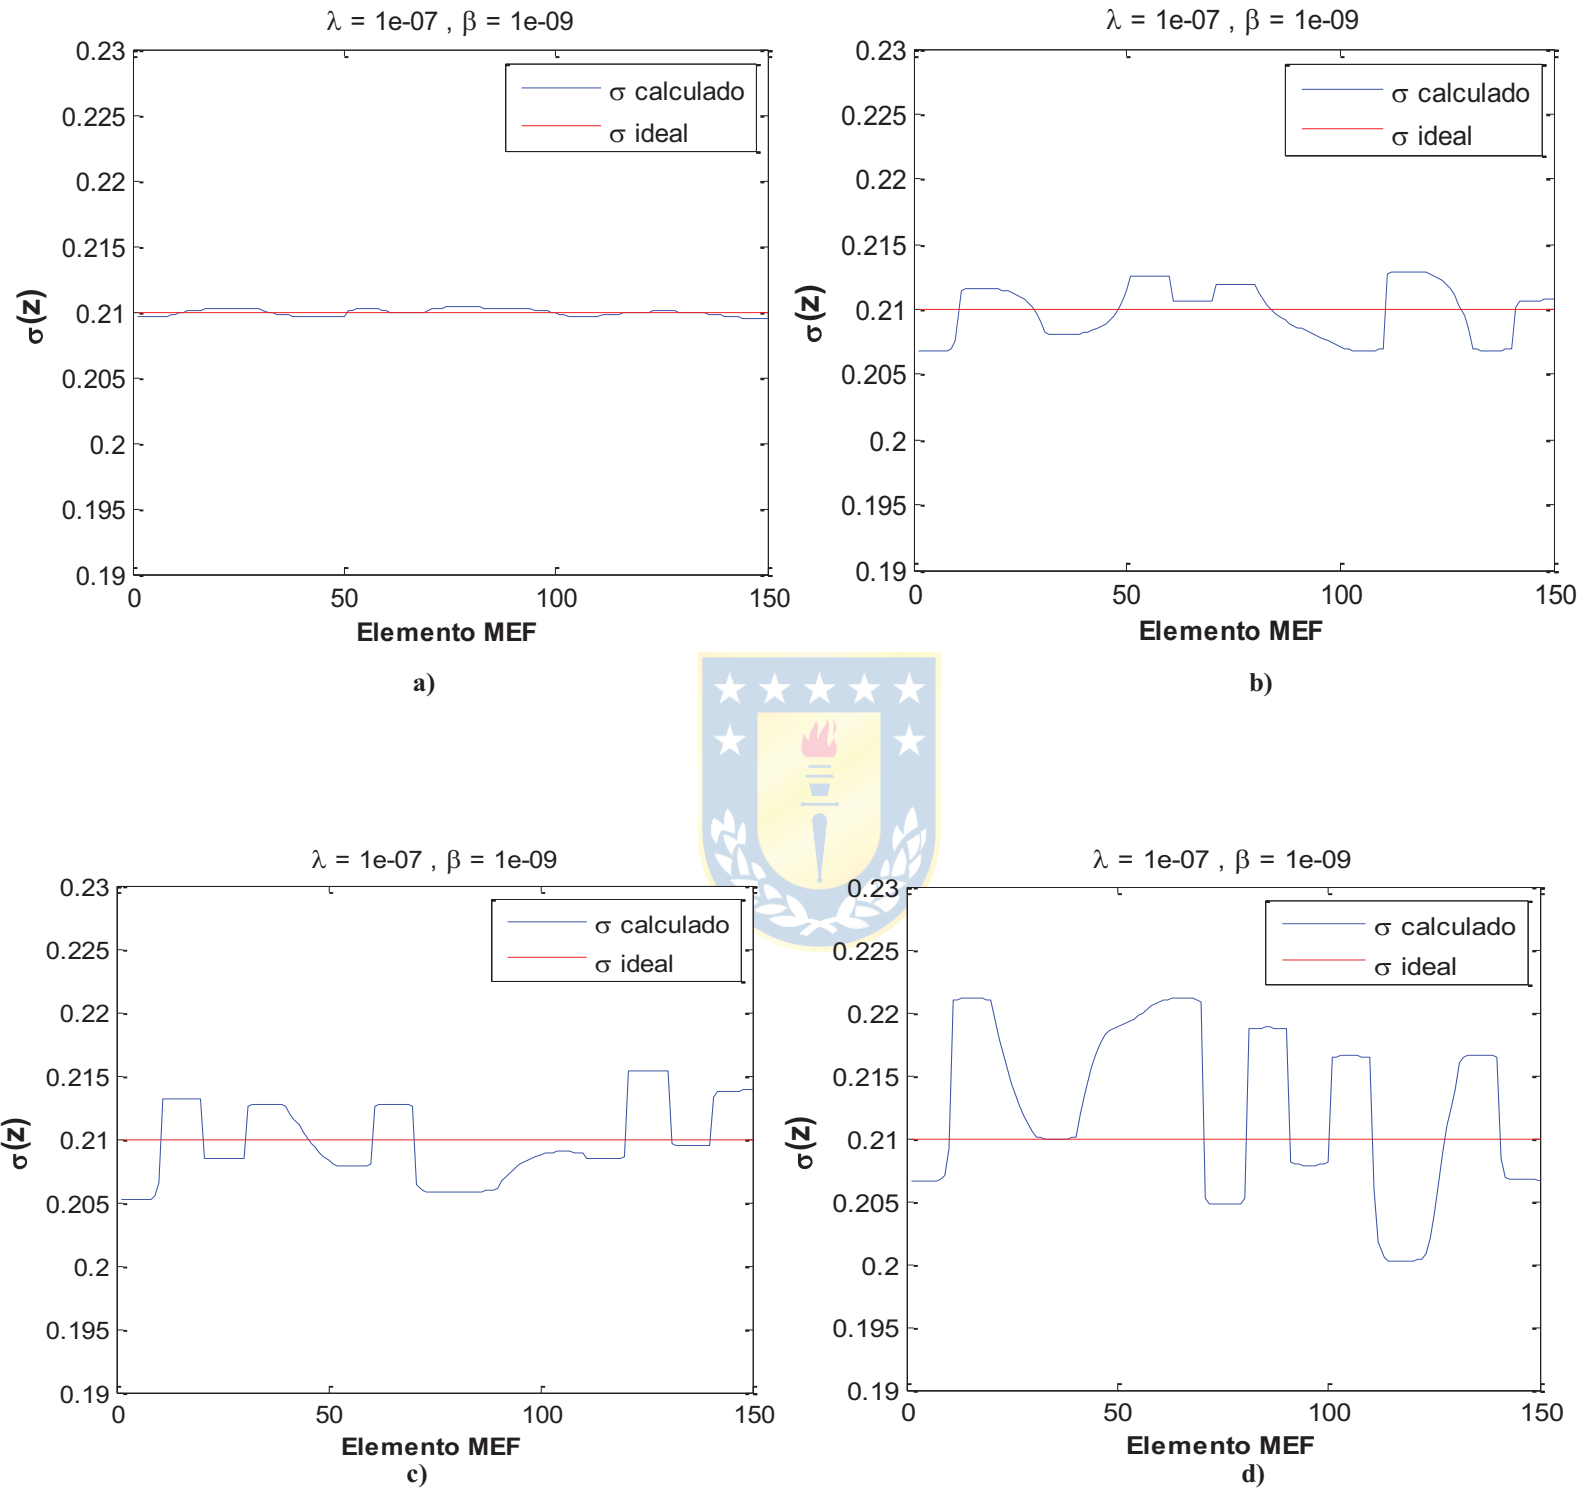 λ = 1e-07 , β = 1e-09
0.23
0.225
0.22
0.215
0.21
0.205
0.2
0.195
0.19
0
50
100
150
σ(z)
Elemento MEF
σ calculado
σ ideal
a)
λ = 1e-07 , β = 1e-09
0.23
0.225
0.22
0.215
0.21
0.205
0.2
0.195
0.19
0
50
100
150
σ(z)
Elemento MEF
σ calculado
σ ideal
b)
λ = 1e-07 , β = 1e-09
0.23
0.225
0.22
0.215
0.21
0.205
0.2
0.195
0.19
0
50
100
150
σ(z)
Elemento MEF
σ calculado
σ ideal
c)
λ = 1e-07 , β = 1e-09
0.23
0.225
0.22
0.215
0.21
0.205
0.2
0.195
0.19
0
50
100
150
σ(z)
Elemento MEF
σ calculado
σ ideal
d)